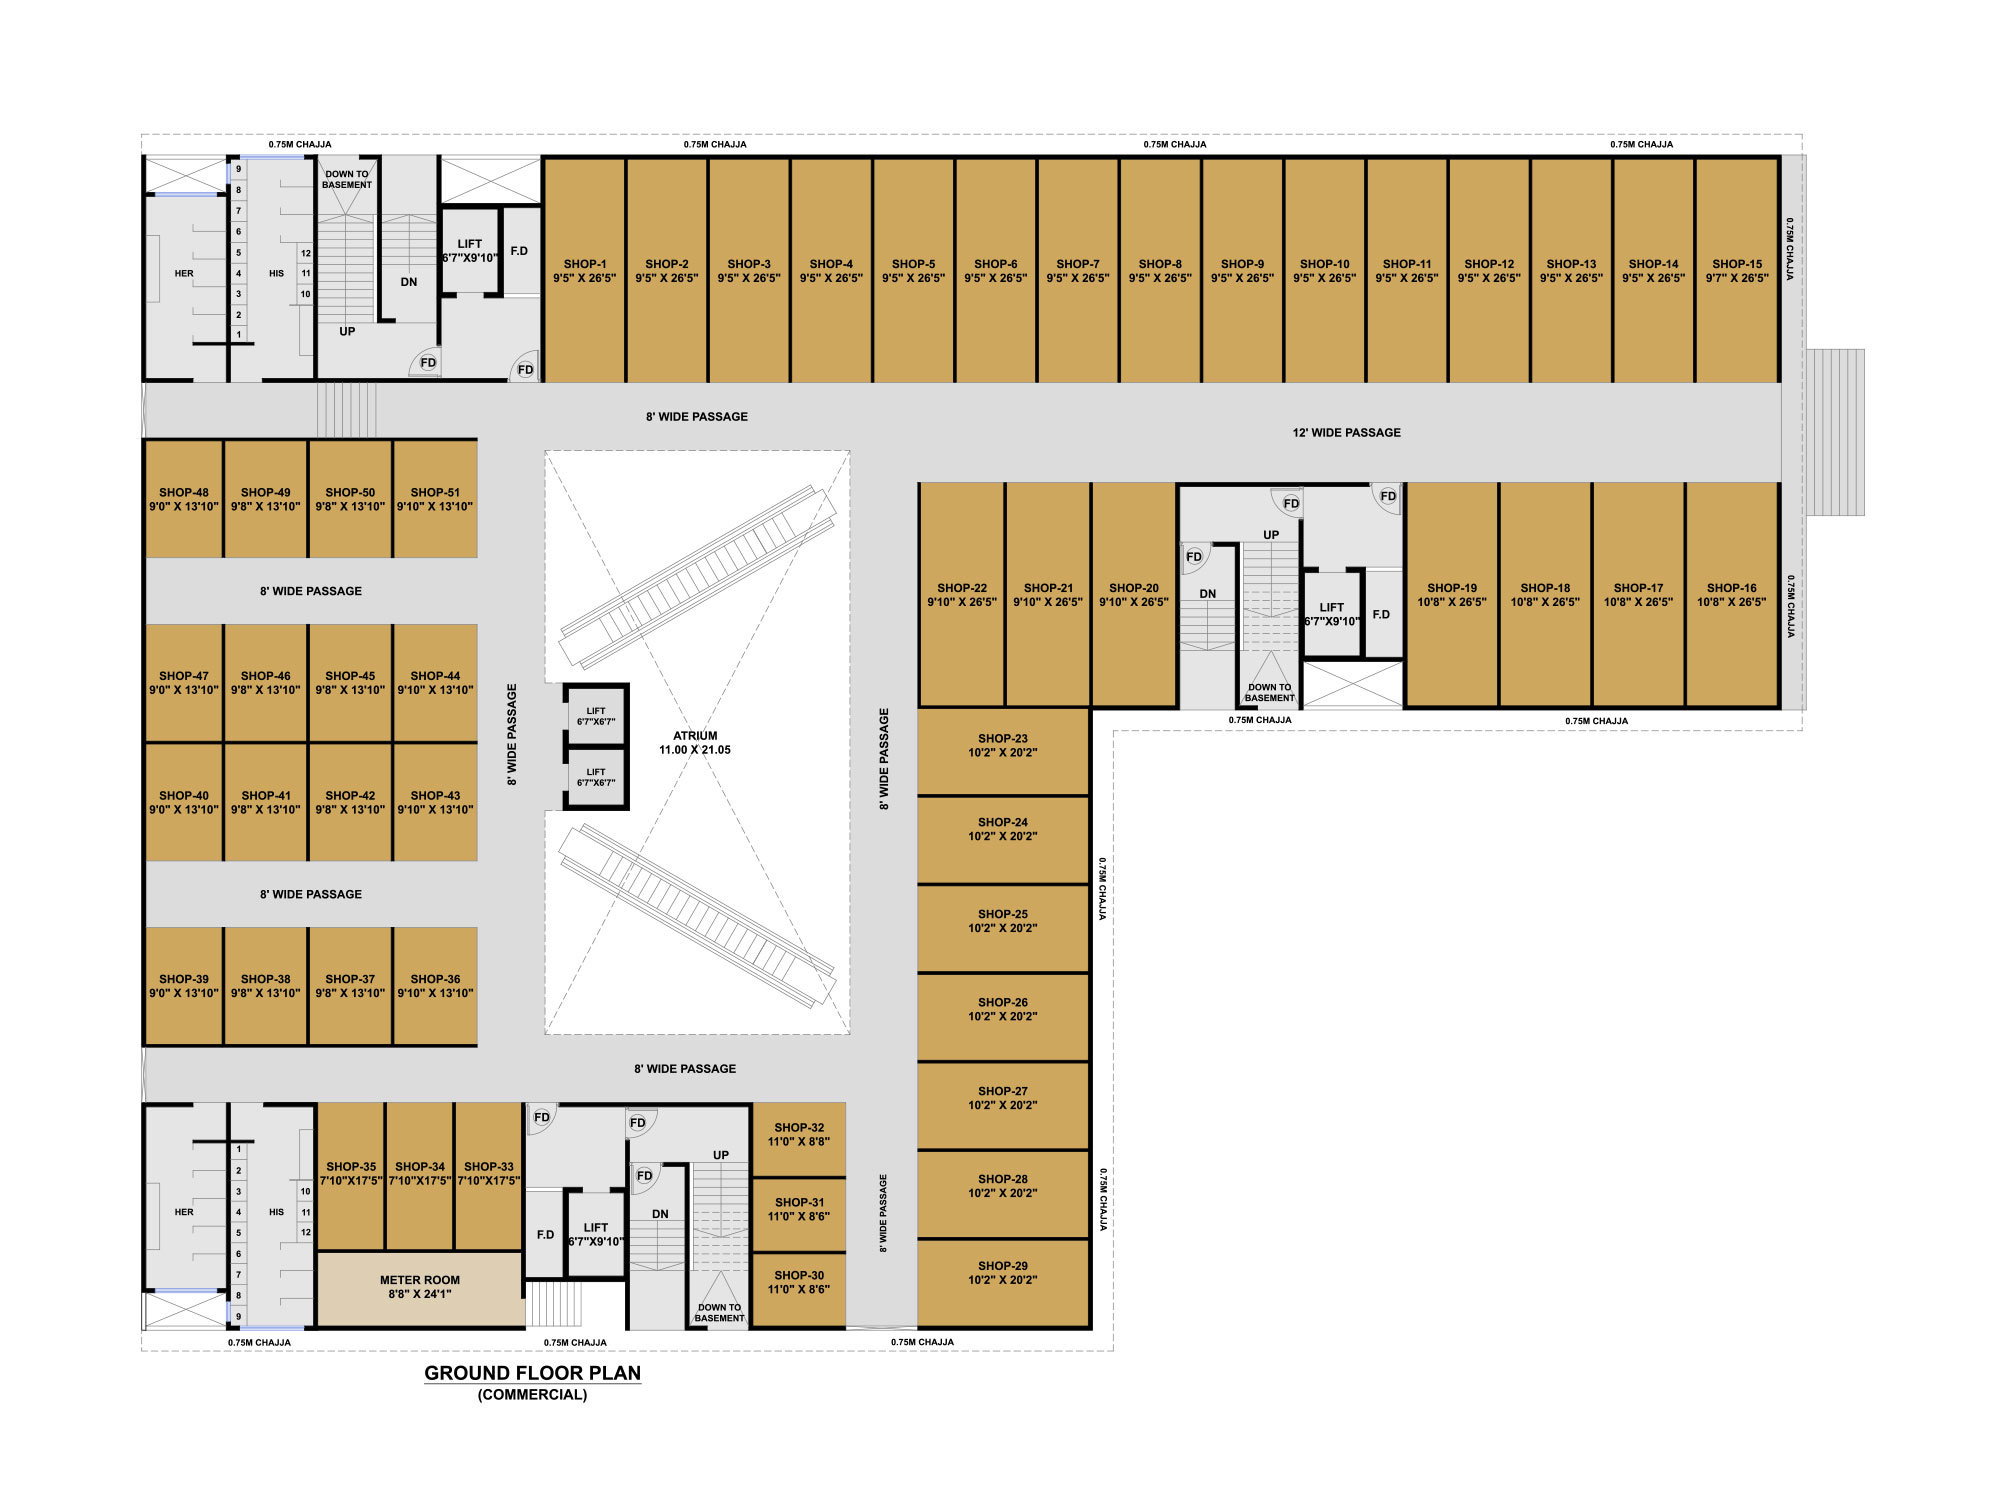 0.75M CHAJJA
0.75M CHAJJA
0.75M CHAJJA
0.75M CHAJJA
9
8
7
6
5
4
3
2
1
12
11
10
HER
HIS
DOWN TO
BASEMENT
UP
DN
LIFT
6'7"X9'10"
F.D
FD
FD
SHOP-1
9'5" X 26'5"
SHOP-2
9'5" X 26'5"
SHOP-3
9'5" X 26'5"
SHOP-4
9'5" X 26'5"
SHOP-5
9'5" X 26'5"
SHOP-6
9'5" X 26'5"
SHOP-7
9'5" X 26'5"
SHOP-8
9'5" X 26'5"
SHOP-9
9'5" X 26'5"
SHOP-10
9'5" X 26'5"
SHOP-11
9'5" X 26'5"
SHOP-12
9'5" X 26'5"
SHOP-13
9'5" X 26'5"
SHOP-14
9'5" X 26'5"
SHOP-15
9'7" X 26'5"
0.75M CHAJJA
8' WIDE PASSAGE
12' WIDE PASSAGE
SHOP-48
9'0" X 13'10"
SHOP-49
9'8" X 13'10"
SHOP-50
9'8" X 13'10"
SHOP-51
9'10" X 13'10"
8' WIDE PASSAGE
SHOP-47
9'0" X 13'10"
SHOP-46
9'8" X 13'10"
SHOP-45
9'8" X 13'10"
SHOP-44
9'10" X 13'10"
SHOP-40
9'0" X 13'10"
SHOP-41
9'8" X 13'10"
SHOP-42
9'8" X 13'10"
SHOP-43
9'10" X 13'10"
8' WIDE PASSAGE
SHOP-39
9'0" X 13'10"
SHOP-38
9'8" X 13'10"
SHOP-37
9'8" X 13'10"
SHOP-36
9'10" X 13'10"
8' WIDE PASSAGE
LIFT
6'7"X6'7"
LIFT
6'7"X6'7"
ATRIUM
11.00 X 21.05
8' WIDE PASSAGE
SHOP-22
9'10" X 26'5"
SHOP-21
9'10" X 26'5"
SHOP-20
9'10" X 26'5"
FD
FD
FD
UP
DN
LIFT
6'7"X9'10"
F.D
DOWN TO
BASEMENT
SHOP-19
10'8" X 26'5"
SHOP-18
10'8" X 26'5"
SHOP-17
10'8" X 26'5"
SHOP-16
10'8" X 26'5"
0.75M CHAJJA
0.75M CHAJJA
0.75M CHAJJA
SHOP-23
10'2" X 20'2"
SHOP-24
10'2" X 20'2"
SHOP-25
10'2" X 20'2"
SHOP-26
10'2" X 20'2"
SHOP-27
10'2" X 20'2"
SHOP-28
10'2" X 20'2"
SHOP-29
10'2" X 20'2"
0.75M CHAJJA
0.75M CHAJJA
8' WIDE PASSAGE
8' WIDE PASSAGE
HER
HIS
1
2
3
4
5
6
7
8
9
10
11
12
SHOP-35
7'10"X17'5"
SHOP-34
7'10"X17'5"
SHOP-33
7'10"X17'5"
METER ROOM
8'8" X 24'1"
FD
FD
FD
UP
DN
F.D
LIFT
6'7"X9'10"
DOWN TO
BASEMENT
SHOP-32
11'0" X 8'8"
SHOP-31
11'0" X 8'6"
SHOP-30
11'0" X 8'6"
0.75M CHAJJA
0.75M CHAJJA
0.75M CHAJJA
GROUND FLOOR PLAN
(COMMERCIAL)